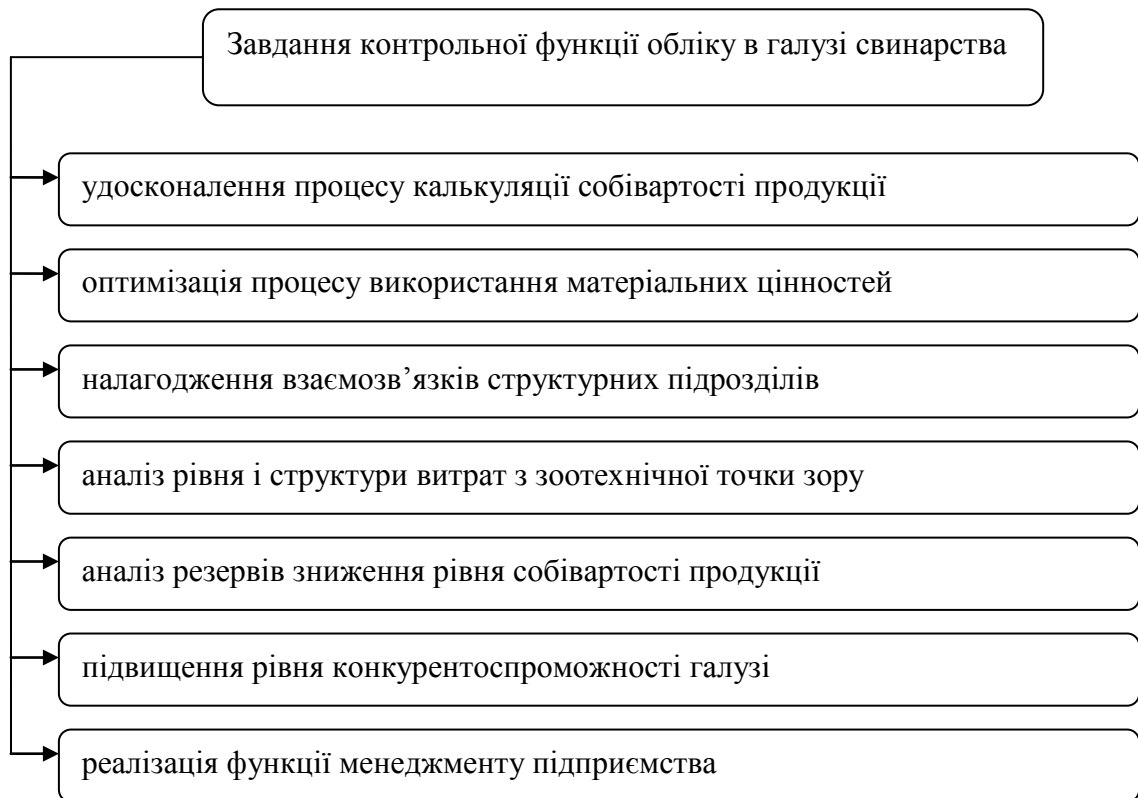 Завдання контрольної функції обліку в галузі свинарства
удосконалення процесу калькуляції собівартості продукції
оптимізація процесу використання матеріальних цінностей
налагодження взаємозв’язків структурних підрозділів
аналіз рівня і структури витрат з зоотехнічної точки зору
аналіз резервів зниження рівня собівартості продукції
підвищення рівня конкурентоспроможності галузі
реалізація функції менеджменту підприємства